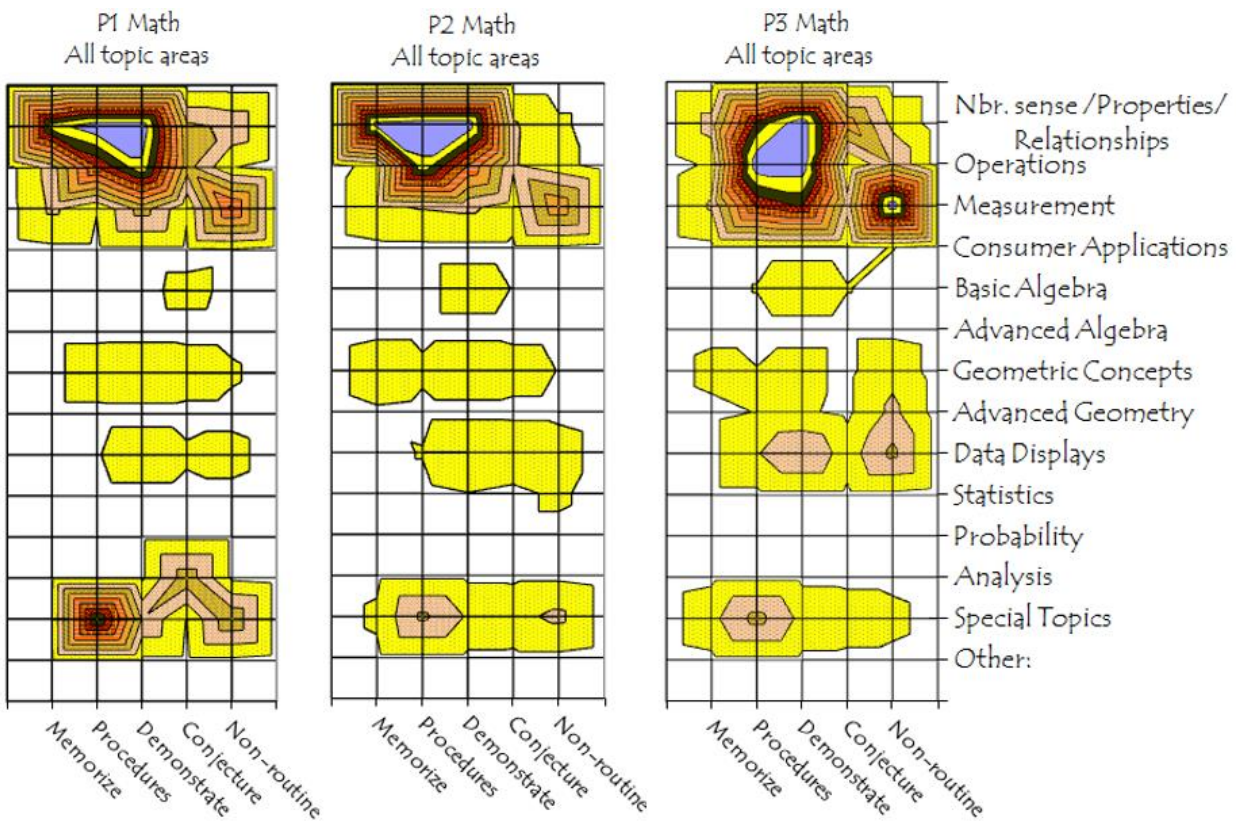 P1 Math
All topic areas
P2 Math
All topic areas
P3 Math
All topic areas
Nbr. sense /Properties/
Relationships
Operations
Measurement
Consumer Applications
Basic Algebra
Advanced Algebra
Geometric Concepts
Advanced Geometry
Data Displays
Statistics
Probability
Analysis
Special Topics
Other:
Memorize
Procedures
Demonstrate
Conjecture
Non-routine
Memorize
Procedures
Demonstrate
Conjecture
Non-routine
Memorize
Procedures
Demonstrate
Conjecture
Non-routine